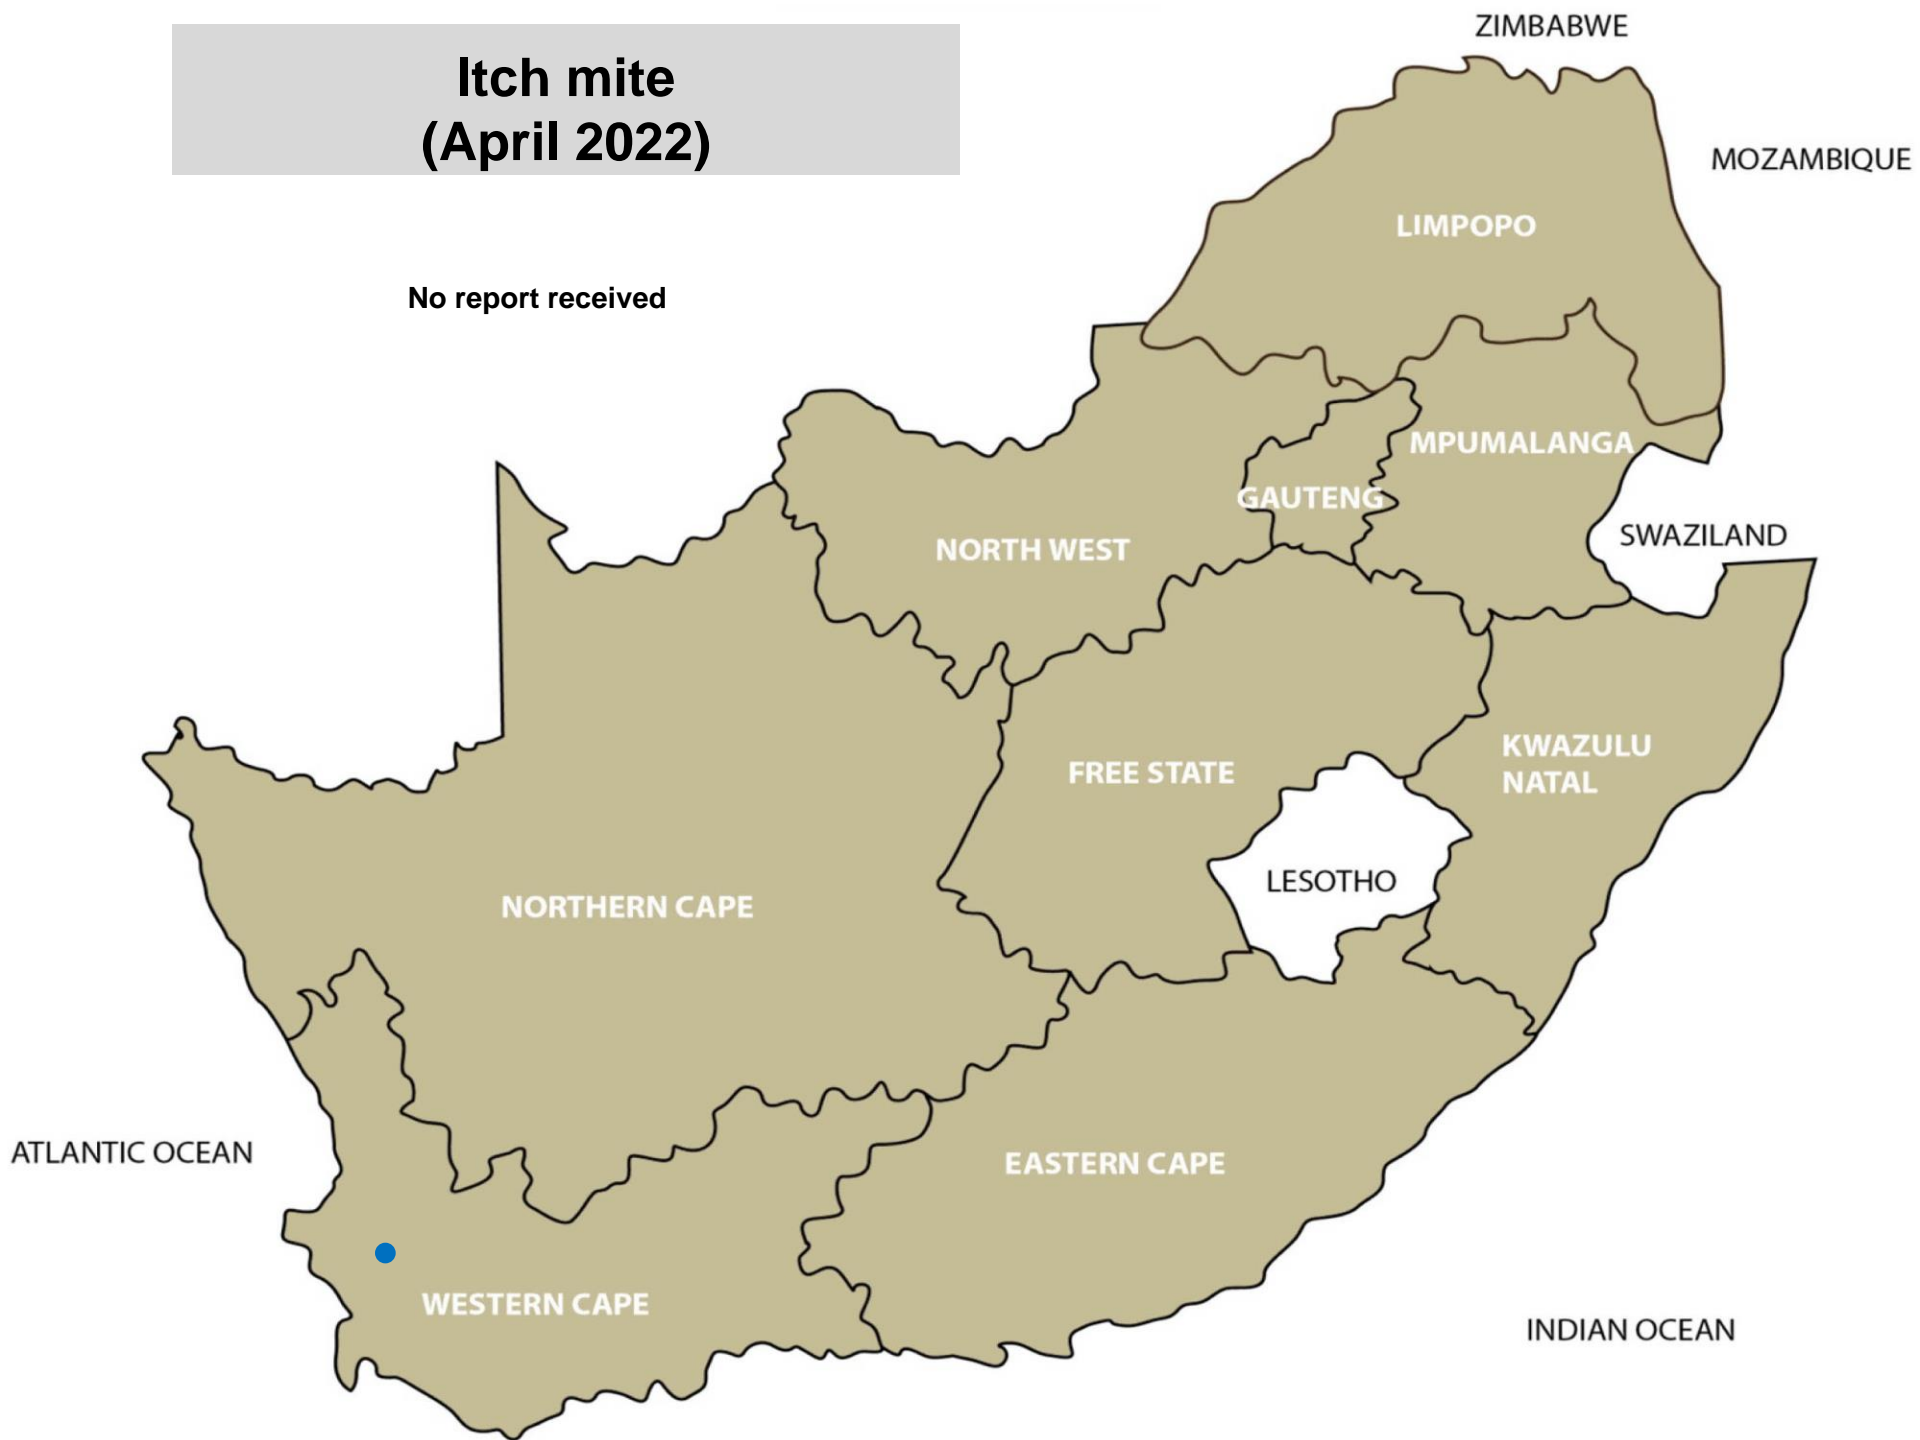 Itch mite
(April 2022)
No report received
ZIMBABWE
MOZAMBIQUE
LIMPOPO
MPUMALANGA
GAUTENG
SWAZILAND
NORTH WEST
KWAZULU
NATAL
FREE STATE
LESOTHO
NORTHERN CAPE
ATLANTIC OCEAN
EASTERN CAPE
WESTERN CAPE
INDIAN OCEAN